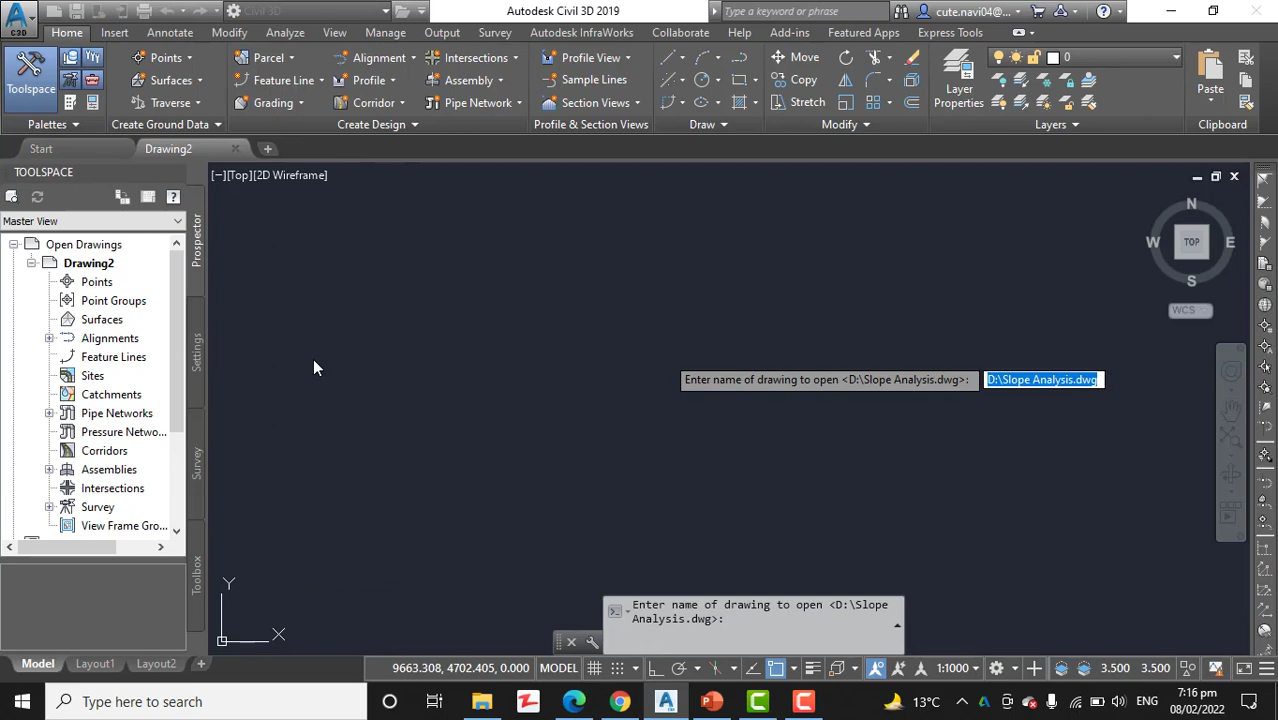 C3D
Civil 3D
Autodesk Civil 3D 2019
Type a keyword or phrase
cute.navi04@...
Home Insert Annotate Modify Analyze View Manage Output Survey Autodesk InfraWorks Collaborate Help Add-ins Featured Apps Express Tools
Toolspace
Points
Surfaces
Traverse
Parcel
Feature Line
Grading
Alignment
Profile
Corridor
Intersections
Assembly
Pipe Network
Profile View
Sample Lines
Section Views
Move
Copy
Stretch
Layer
Properties
0
Paste
Palettes Create Ground Data Create Design Profile & Section Views Draw Modify Layers Clipboard
Start Drawing2
TOOLSPACE
Master View
Open Drawings
Drawing2
Points
Point Groups
Surfaces
Alignments
Feature Lines
Sites
Catchments
Pipe Networks
Pressure Netwo...
Corridors
Assemblies
Intersections
Survey
View Frame Gro...
Prospector
Settings
Survey
Toolbox
[−][Top][2D Wireframe]
N
W TOP E
S
WCS
Enter name of drawing to open <D:\Slope Analysis.dwg>: D:\Slope Analysis.dwg
Y
X
Enter name of drawing to open <D:\Slope
Analysis.dwg>:
Model Layout1 Layout2
9663.308, 4702.405, 0.000 MODEL 1:1000 3.500 3.500
Type here to search
13°C ENG
7:16 pm
08/02/2022